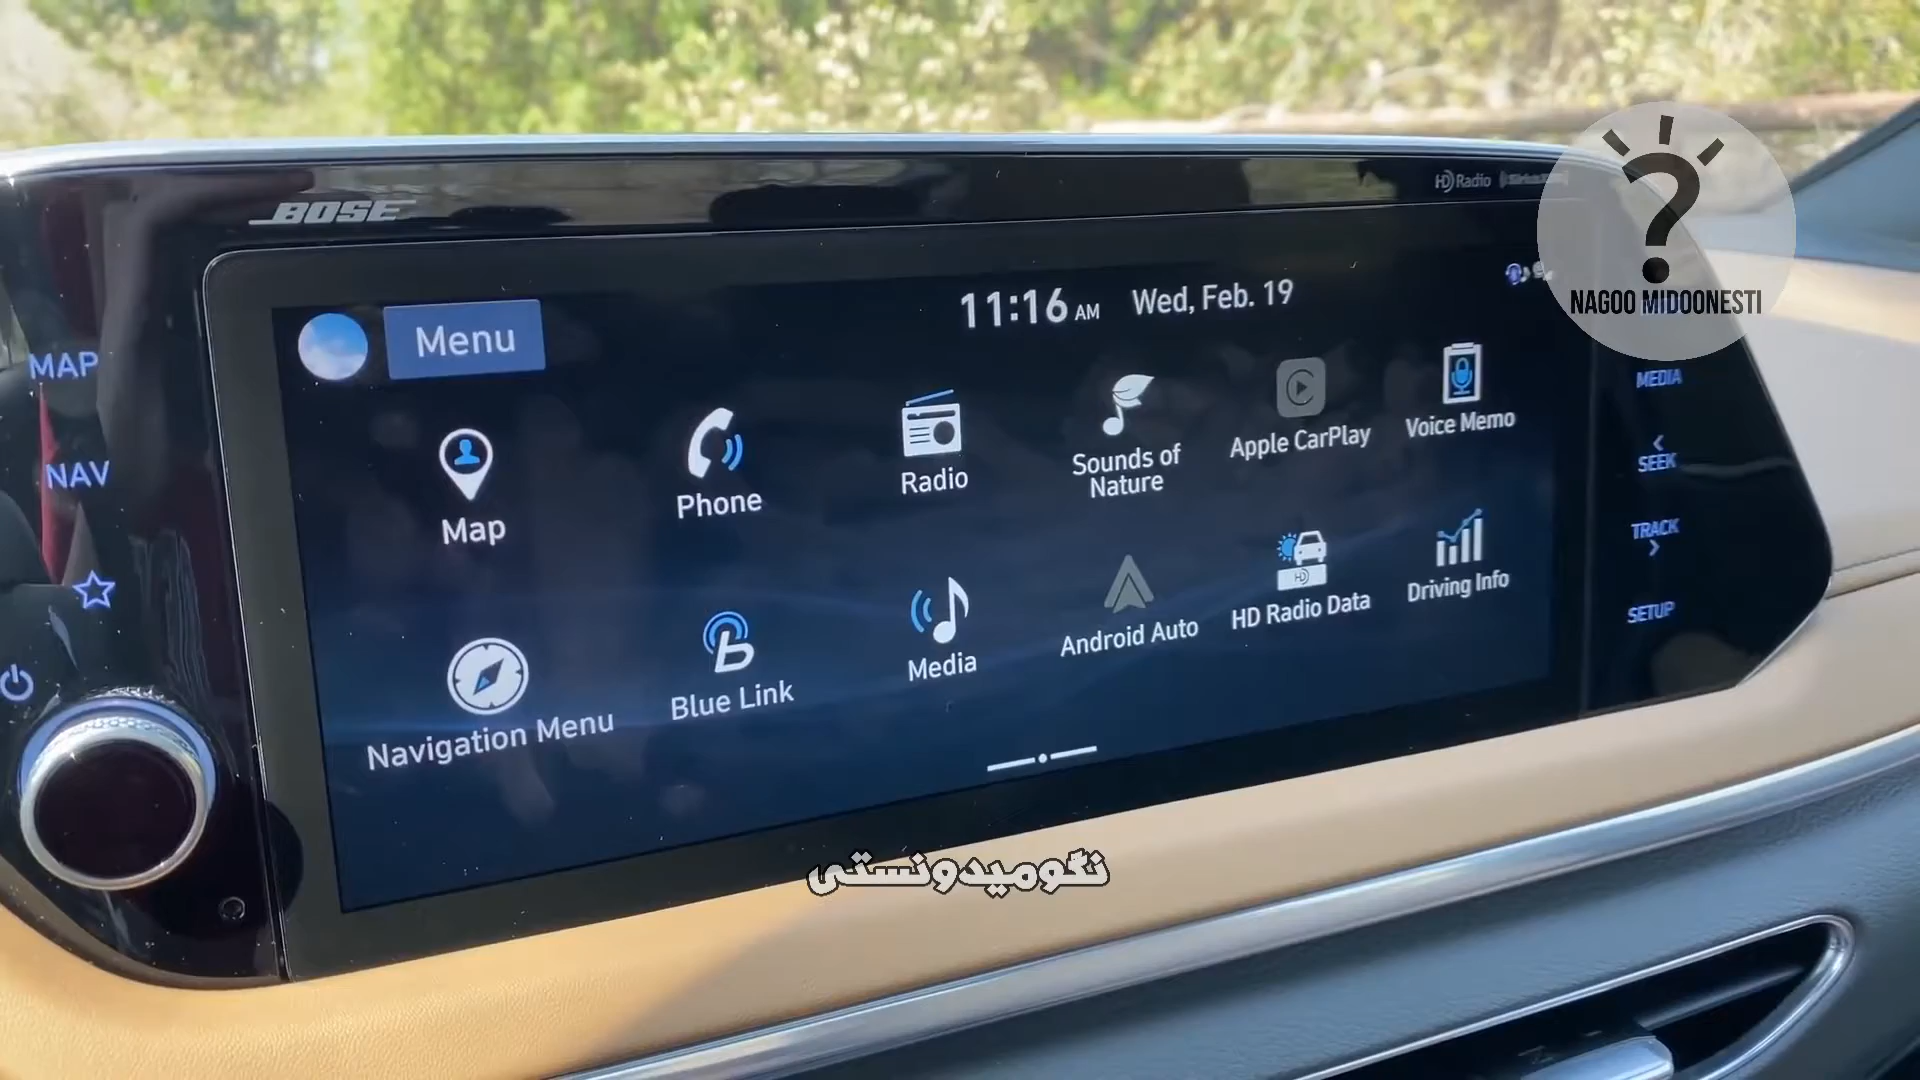 BOSE
HD Radio
11:16 AM Wed, Feb. 19
Menu
MAP
NAV
Map
Phone
Radio
Sounds of
Nature
Apple CarPlay
Voice Memo
Navigation Menu
Blue Link
Media
Android Auto
HD Radio Data
HD
Driving Info
MEDIA
SEEK
TRACK
SETUP
?
NAGOO MIDOONESTI
نگومیدونستی